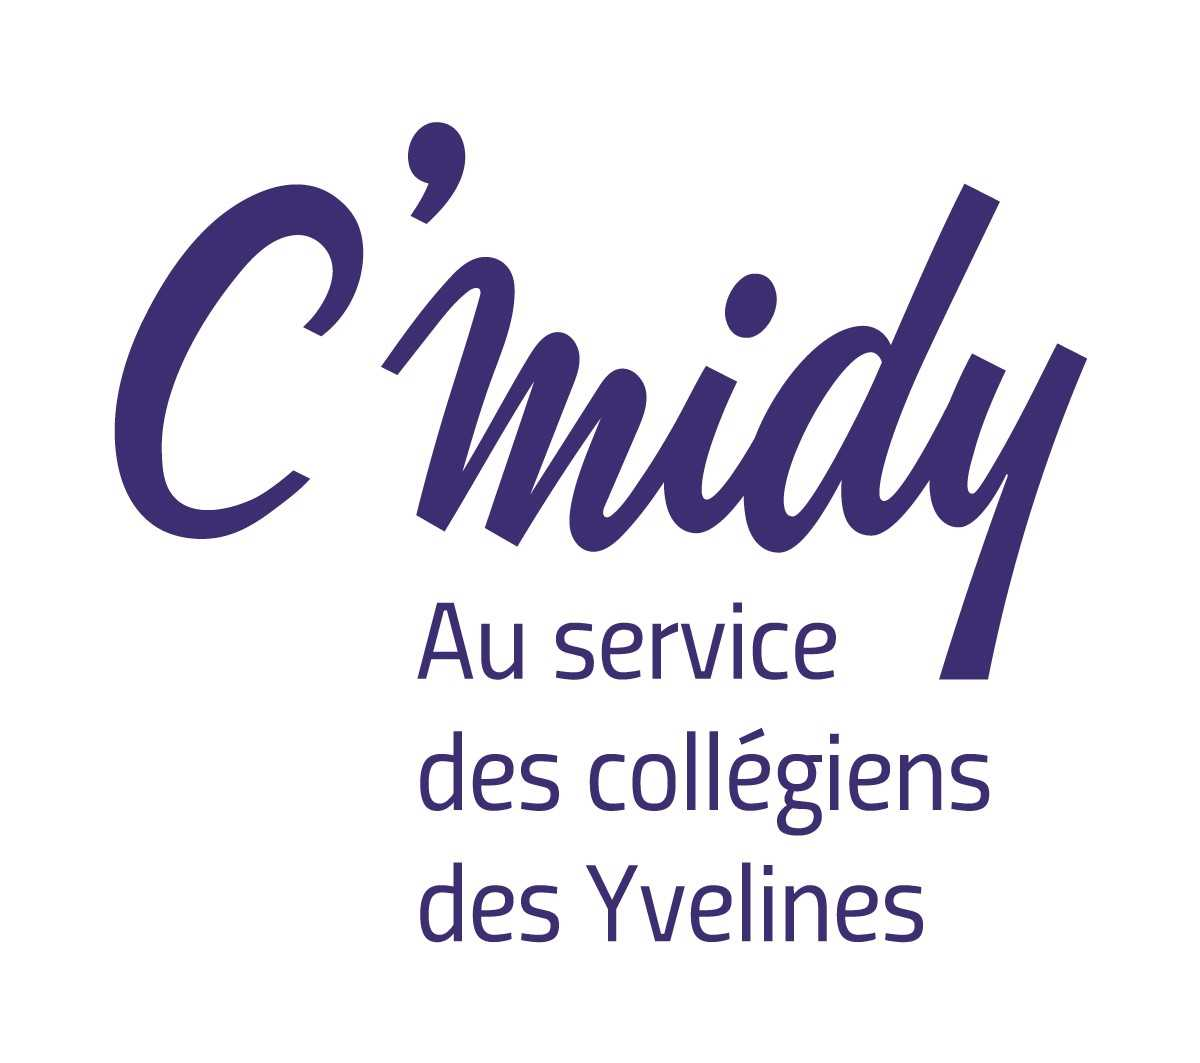 C'midy
Au service
des collégiens
des Yvelines